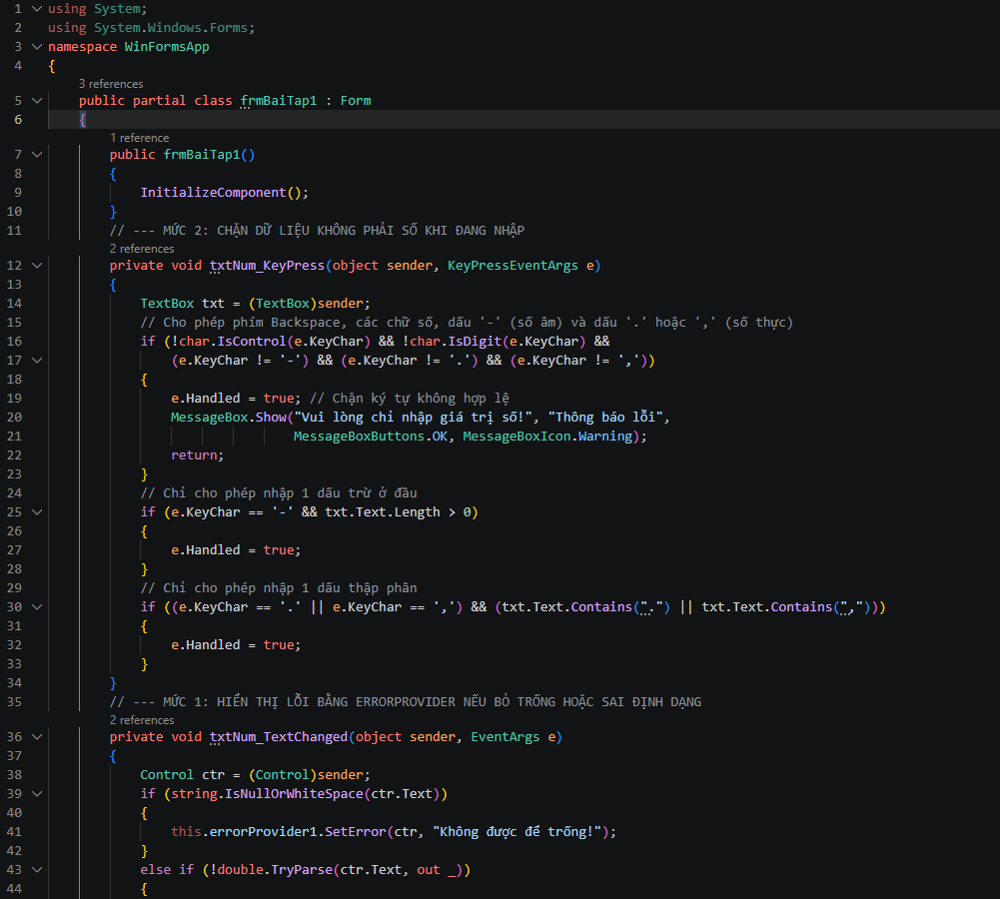 1 using System;
2 using System.Windows.Forms;
3 namespace WinFormsApp
4 {
3 references
5 public partial class frmBaiTap1 : Form
6 {
1 reference
7 public frmBaiTap1()
8 {
9 InitializeComponent();
10 }
11 // --- MỨC 2: CHẶN DỮ LIỆU KHÔNG PHẢI SỐ KHI ĐANG NHẬP
2 references
12 private void txtNum_KeyPress(object sender, KeyPressEventArgs e)
13 {
14 TextBox txt = (TextBox)sender;
15 // Cho phép phím Backspace, các chữ số, dấu '-' (số âm) và dấu '.' hoặc ',' (số thực)
16 if (!char.IsControl(e.KeyChar) && !char.IsDigit(e.KeyChar) &&
17 (e.KeyChar != '-') && (e.KeyChar != '.') && (e.KeyChar != ','))
18 {
19 e.Handled = true; // Chặn ký tự không hợp lệ
20 MessageBox.Show("Vui lòng chỉ nhập giá trị số!", "Thông báo lỗi",
21 MessageBoxButtons.OK, MessageBoxIcon.Warning);
22 return;
23 }
24 // Chỉ cho phép nhập 1 dấu trừ ở đầu
25 if (e.KeyChar == '-' && txt.Text.Length > 0)
26 {
27 e.Handled = true;
28 }
29 // Chỉ cho phép nhập 1 dấu thập phân
30 if ((e.KeyChar == '.' || e.KeyChar == ',') && (txt.Text.Contains(".") || txt.Text.Contains(",")))
31 {
32 e.Handled = true;
33 }
34 }
35 // --- MỨC 1: HIỂN THỊ LỖI BẰNG ERRORPROVIDER NẾU BỎ TRỐNG HOẶC SAI ĐỊNH DẠNG
2 references
36 private void txtNum_TextChanged(object sender, EventArgs e)
37 {
38 Control ctr = (Control)sender;
39 if (string.IsNullOrWhiteSpace(ctr.Text))
40 {
41 this.errorProvider1.SetError(ctr, "Không được để trống!");
42 }
43 else if (!double.TryParse(ctr.Text, out _))
44 {